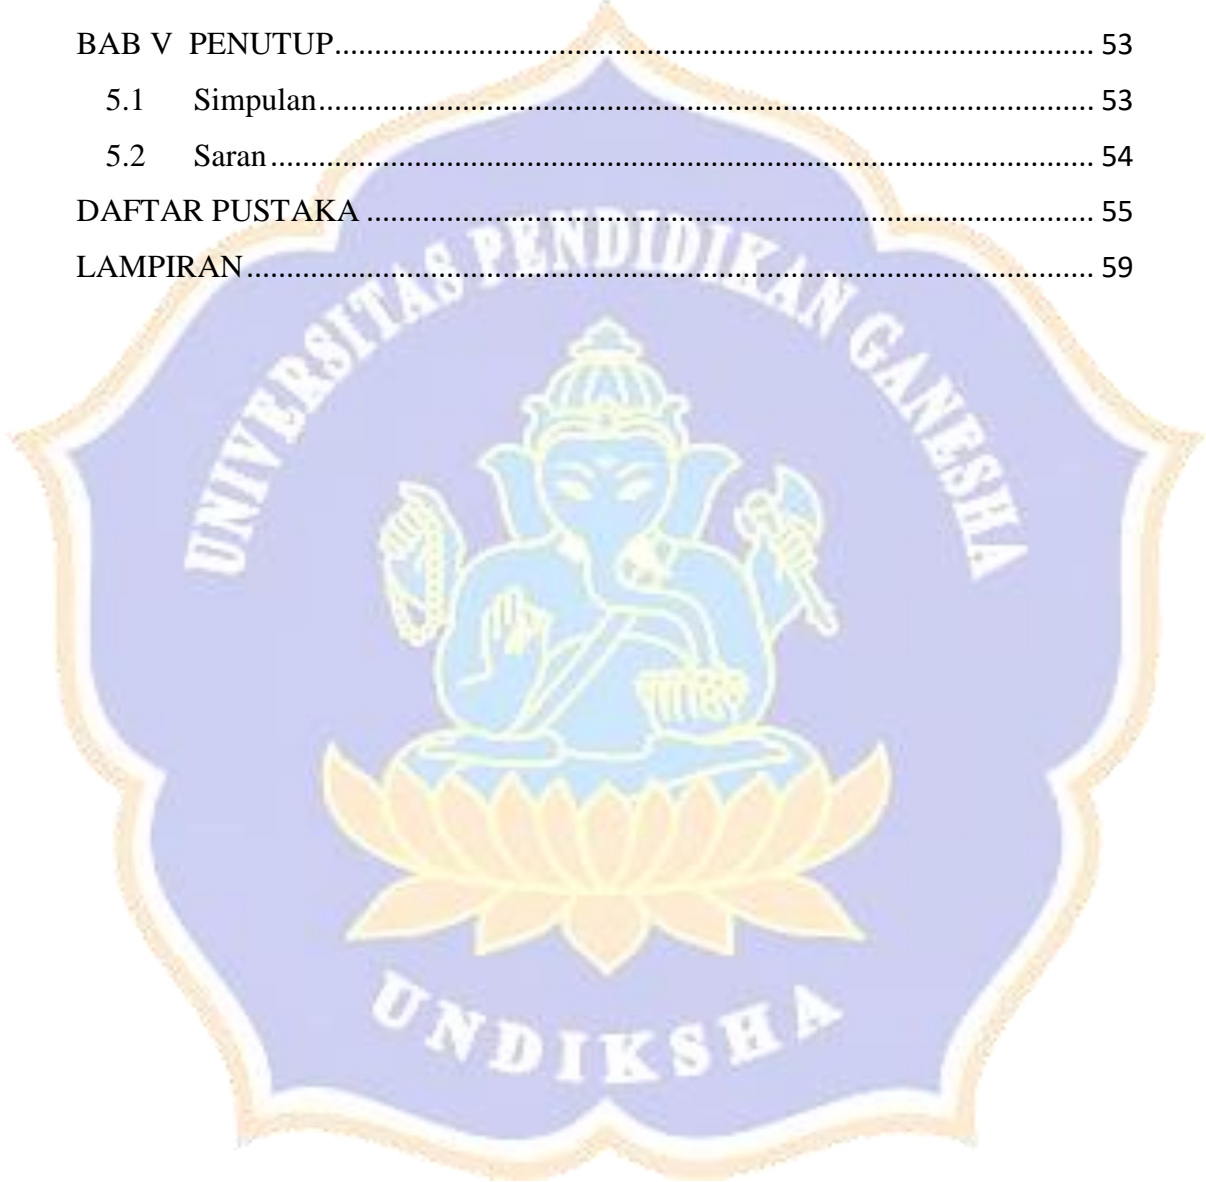 BAB V  PENUTUP.............................................................................................. 53
5.1 Simpulan................................................................................................ 53
5.2 Saran...................................................................................................... 54
DAFTAR PUSTAKA .......................................................................................... 55
LAMPIRAN......................................................................................................... 59
UNIVERSITAS PENDIDIKAN GANESHA
UNDIKSHA